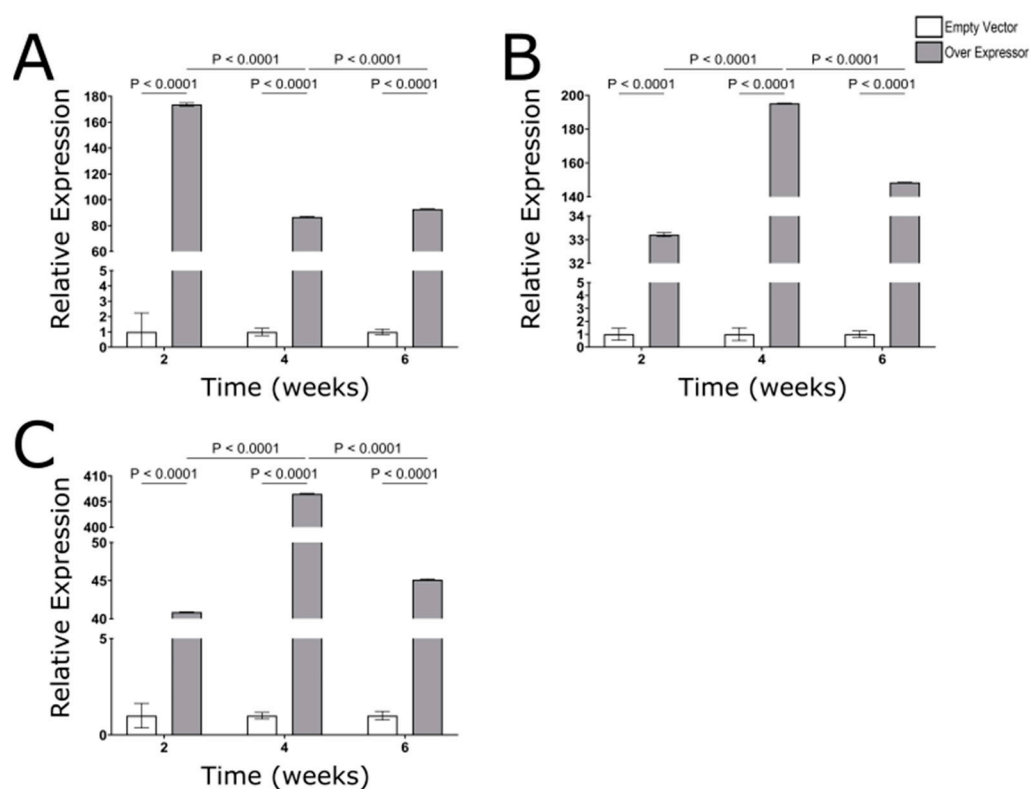 Empty Vector
Over Expressor
A
P < 0.0001 P < 0.0001
P < 0.0001 P < 0.0001 P < 0.0001
Relative Expression
180
160
140
120
100
80
60
5
4
3
2
1
0
2 4 6
Time (weeks)
B
P < 0.0001 P < 0.0001
P < 0.0001 P < 0.0001 P < 0.0001
Relative Expression
200
180
160
140
34
33
32
5
4
3
2
1
0
2 4 6
Time (weeks)
C
P < 0.0001 P < 0.0001
P < 0.0001 P < 0.0001 P < 0.0001
Relative Expression
410
405
400
50
45
40
5
0
2 4 6
Time (weeks)